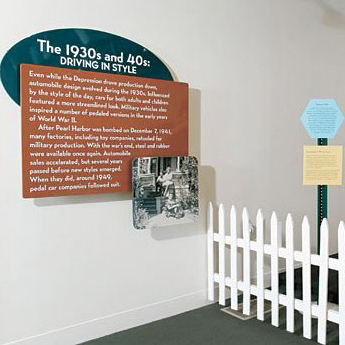 The 1930s and 40s:
DRIVING IN STYLE
Even while the Depression drove production down,
automobile design evolved during the 1930s. Influenced
by the style of the day, cars for both adults and children
featured a more streamlined look. Military vehicles also
inspired a number of pedaled versions in the early years
of World War II.
After Pearl Harbor was bombed on December 7, 1941,
many factories, including toy companies, retooled for
military production. With the war's end, steel and rubber
were available once again. Automobile
sales accelerated, but several years
passed before new styles emerged.
When they did, around 1949,
pedal car companies followed suit.